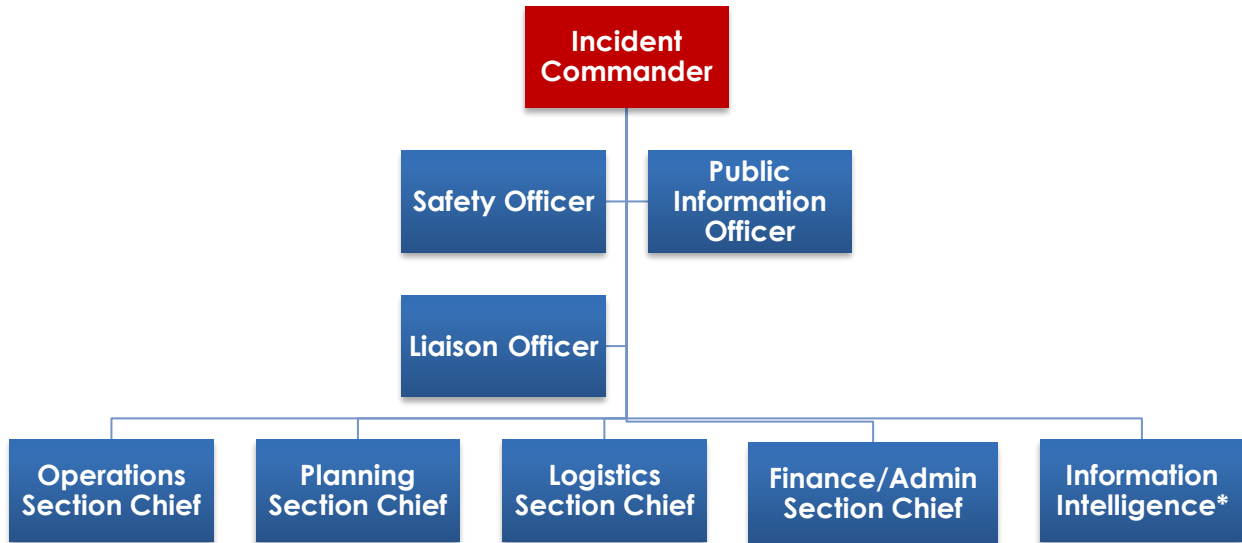 Incident
Commander
Safety Officer
Public
Information
Officer
Liaison Officer
Operations
Section Chief
Planning
Section Chief
Logistics
Section Chief
Finance/Admin
Section Chief
Information
Intelligence*